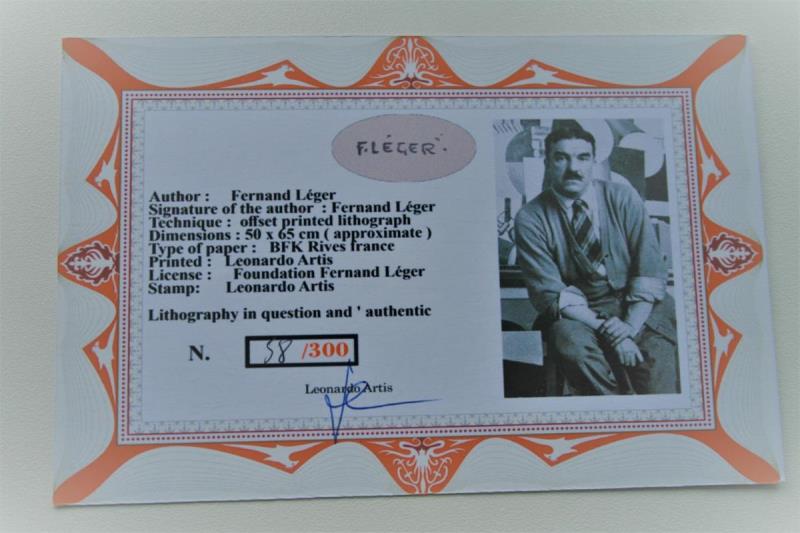 F.LÉGER.
Author : Fernand Léger
Signature of the author : Fernand Léger
Technique : offset printed lithograph
Dimensions : 50 x 65 cm ( approximate )
Type of paper : BFK Rives france
Printed : Leonardo Artis
License : Foundation Fernand Léger
Stamp: Leonardo Artis
Lithography in question and ' authentic
N. 38 /300
Leonardo Artis